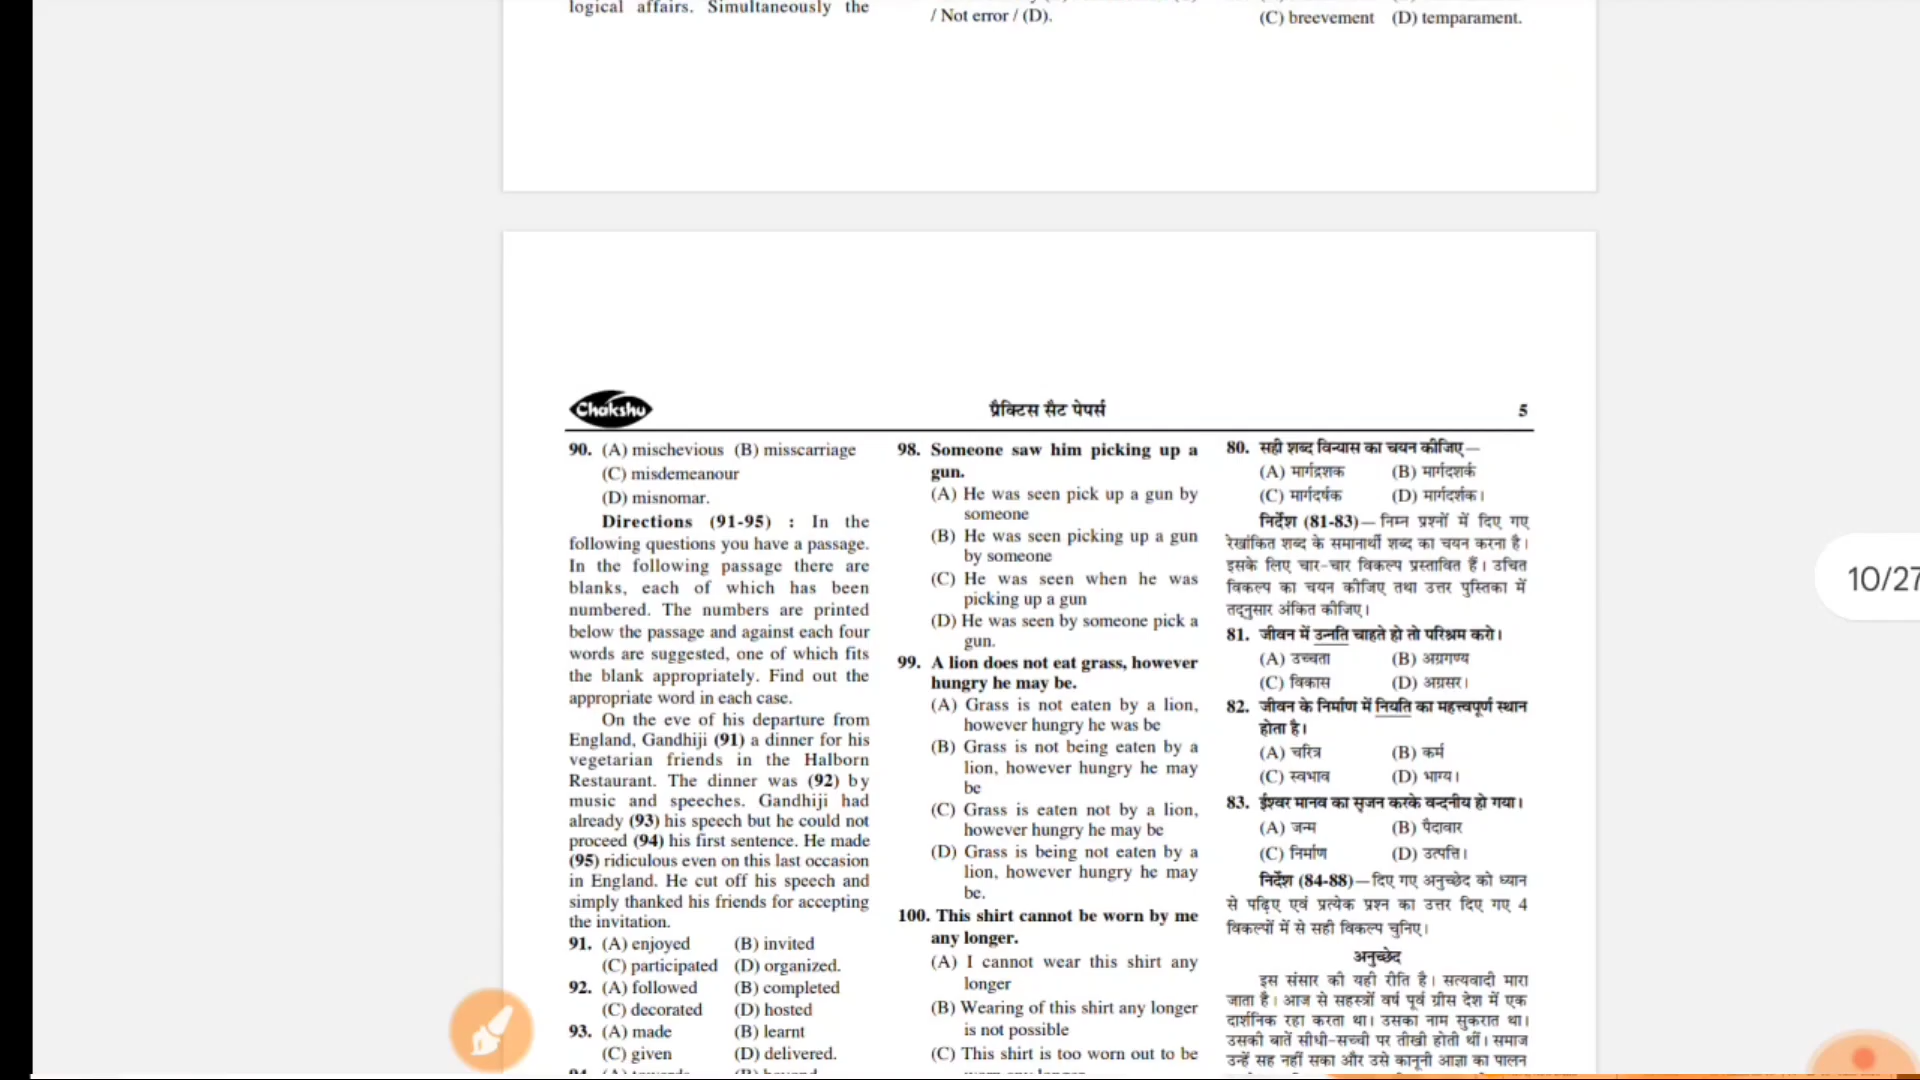 logical affairs. Simultaneously the
/ Not error / (D).
(C) breevement (D) temparament.
Chakshu
प्रैक्टिस सैट पेपर्स
5
90. (A) mischevious (B) misscarriage
(C) misdemeanour
(D) misnomar.
Directions (91-95) : In the
following questions you have a passage.
In the following passage there are
blanks, each of which has been
numbered. The numbers are printed
below the passage and against each four
words are suggested, one of which fits
the blank appropriately. Find out the
appropriate word in each case.
On the eve of his departure from
England, Gandhiji (91) a dinner for his
vegetarian friends in the Halborn
Restaurant. The dinner was (92) by
music and speeches. Gandhiji had
already (93) his speech but he could not
proceed (94) his first sentence. He made
(95) ridiculous even on this last occasion
in England. He cut off his speech and
simply thanked his friends for accepting
the invitation.
91. (A) enjoyed (B) invited
(C) participated (D) organized.
92. (A) followed (B) completed
(C) decorated (D) hosted
93. (A) made (B) learnt
(C) given (D) delivered.
98. Someone saw him picking up a
gun.
(A) He was seen pick up a gun by
someone
(B) He was seen picking up a gun
by someone
(C) He was seen when he was
picking up a gun
(D) He was seen by someone pick a
gun.
99. A lion does not eat grass, however
hungry he may be.
(A) Grass is not eaten by a lion,
however hungry he was be
(B) Grass is not being eaten by a
lion, however hungry he may
be
(C) Grass is eaten not by a lion,
however hungry he may be
(D) Grass is being not eaten by a
lion, however hungry he may
be.
100. This shirt cannot be worn by me
any longer.
(A) I cannot wear this shirt any
longer
(B) Wearing of this shirt any longer
is not possible
(C) This shirt is too worn out to be
80. सही शब्द विन्यास का चयन कीजिए—
(A) मार्गद्रशक (B) मार्गदशर्क
(C) मार्गदर्षक (D) मार्गदर्शक।
निर्देश (81-83)— निम्न प्रश्नों में दिए गए
रेखांकित शब्द के समानार्थी शब्द का चयन करना है।
इसके लिए चार-चार विकल्प प्रस्तावित हैं। उचित
विकल्प का चयन कीजिए तथा उत्तर पुस्तिका में
तद्नुसार अंकित कीजिए।
81. जीवन में उन्नति चाहते हो तो परिश्रम करो।
(A) उच्चता (B) अग्रगण्य
(C) विकास (D) अग्रसर।
82. जीवन के निर्माण में नियति का महत्त्वपूर्ण स्थान
होता है।
(A) चरित्र (B) कर्म
(C) स्वभाव (D) भाग्य।
83. ईश्वर मानव का सृजन करके वन्दनीय हो गया।
(A) जन्म (B) पैदावार
(C) निर्माण (D) उत्पत्ति।
निर्देश (84-88)—दिए गए अनुच्छेद को ध्यान
से पढ़िए एवं प्रत्येक प्रश्न का उत्तर दिए गए 4
विकल्पों में से सही विकल्प चुनिए।
अनुच्छेद
इस संसार की यही रीति है। सत्यवादी मारा
जाता है। आज से सहस्त्रों वर्ष पूर्व ग्रीस देश में एक
दार्शनिक रहा करता था। उसका नाम सुकरात था।
उसकी बातें सीधी-सच्ची पर तीखी होती थीं। समाज
उन्हें सह नहीं सका और उसे कानूनी आज्ञा का पालन
10/27